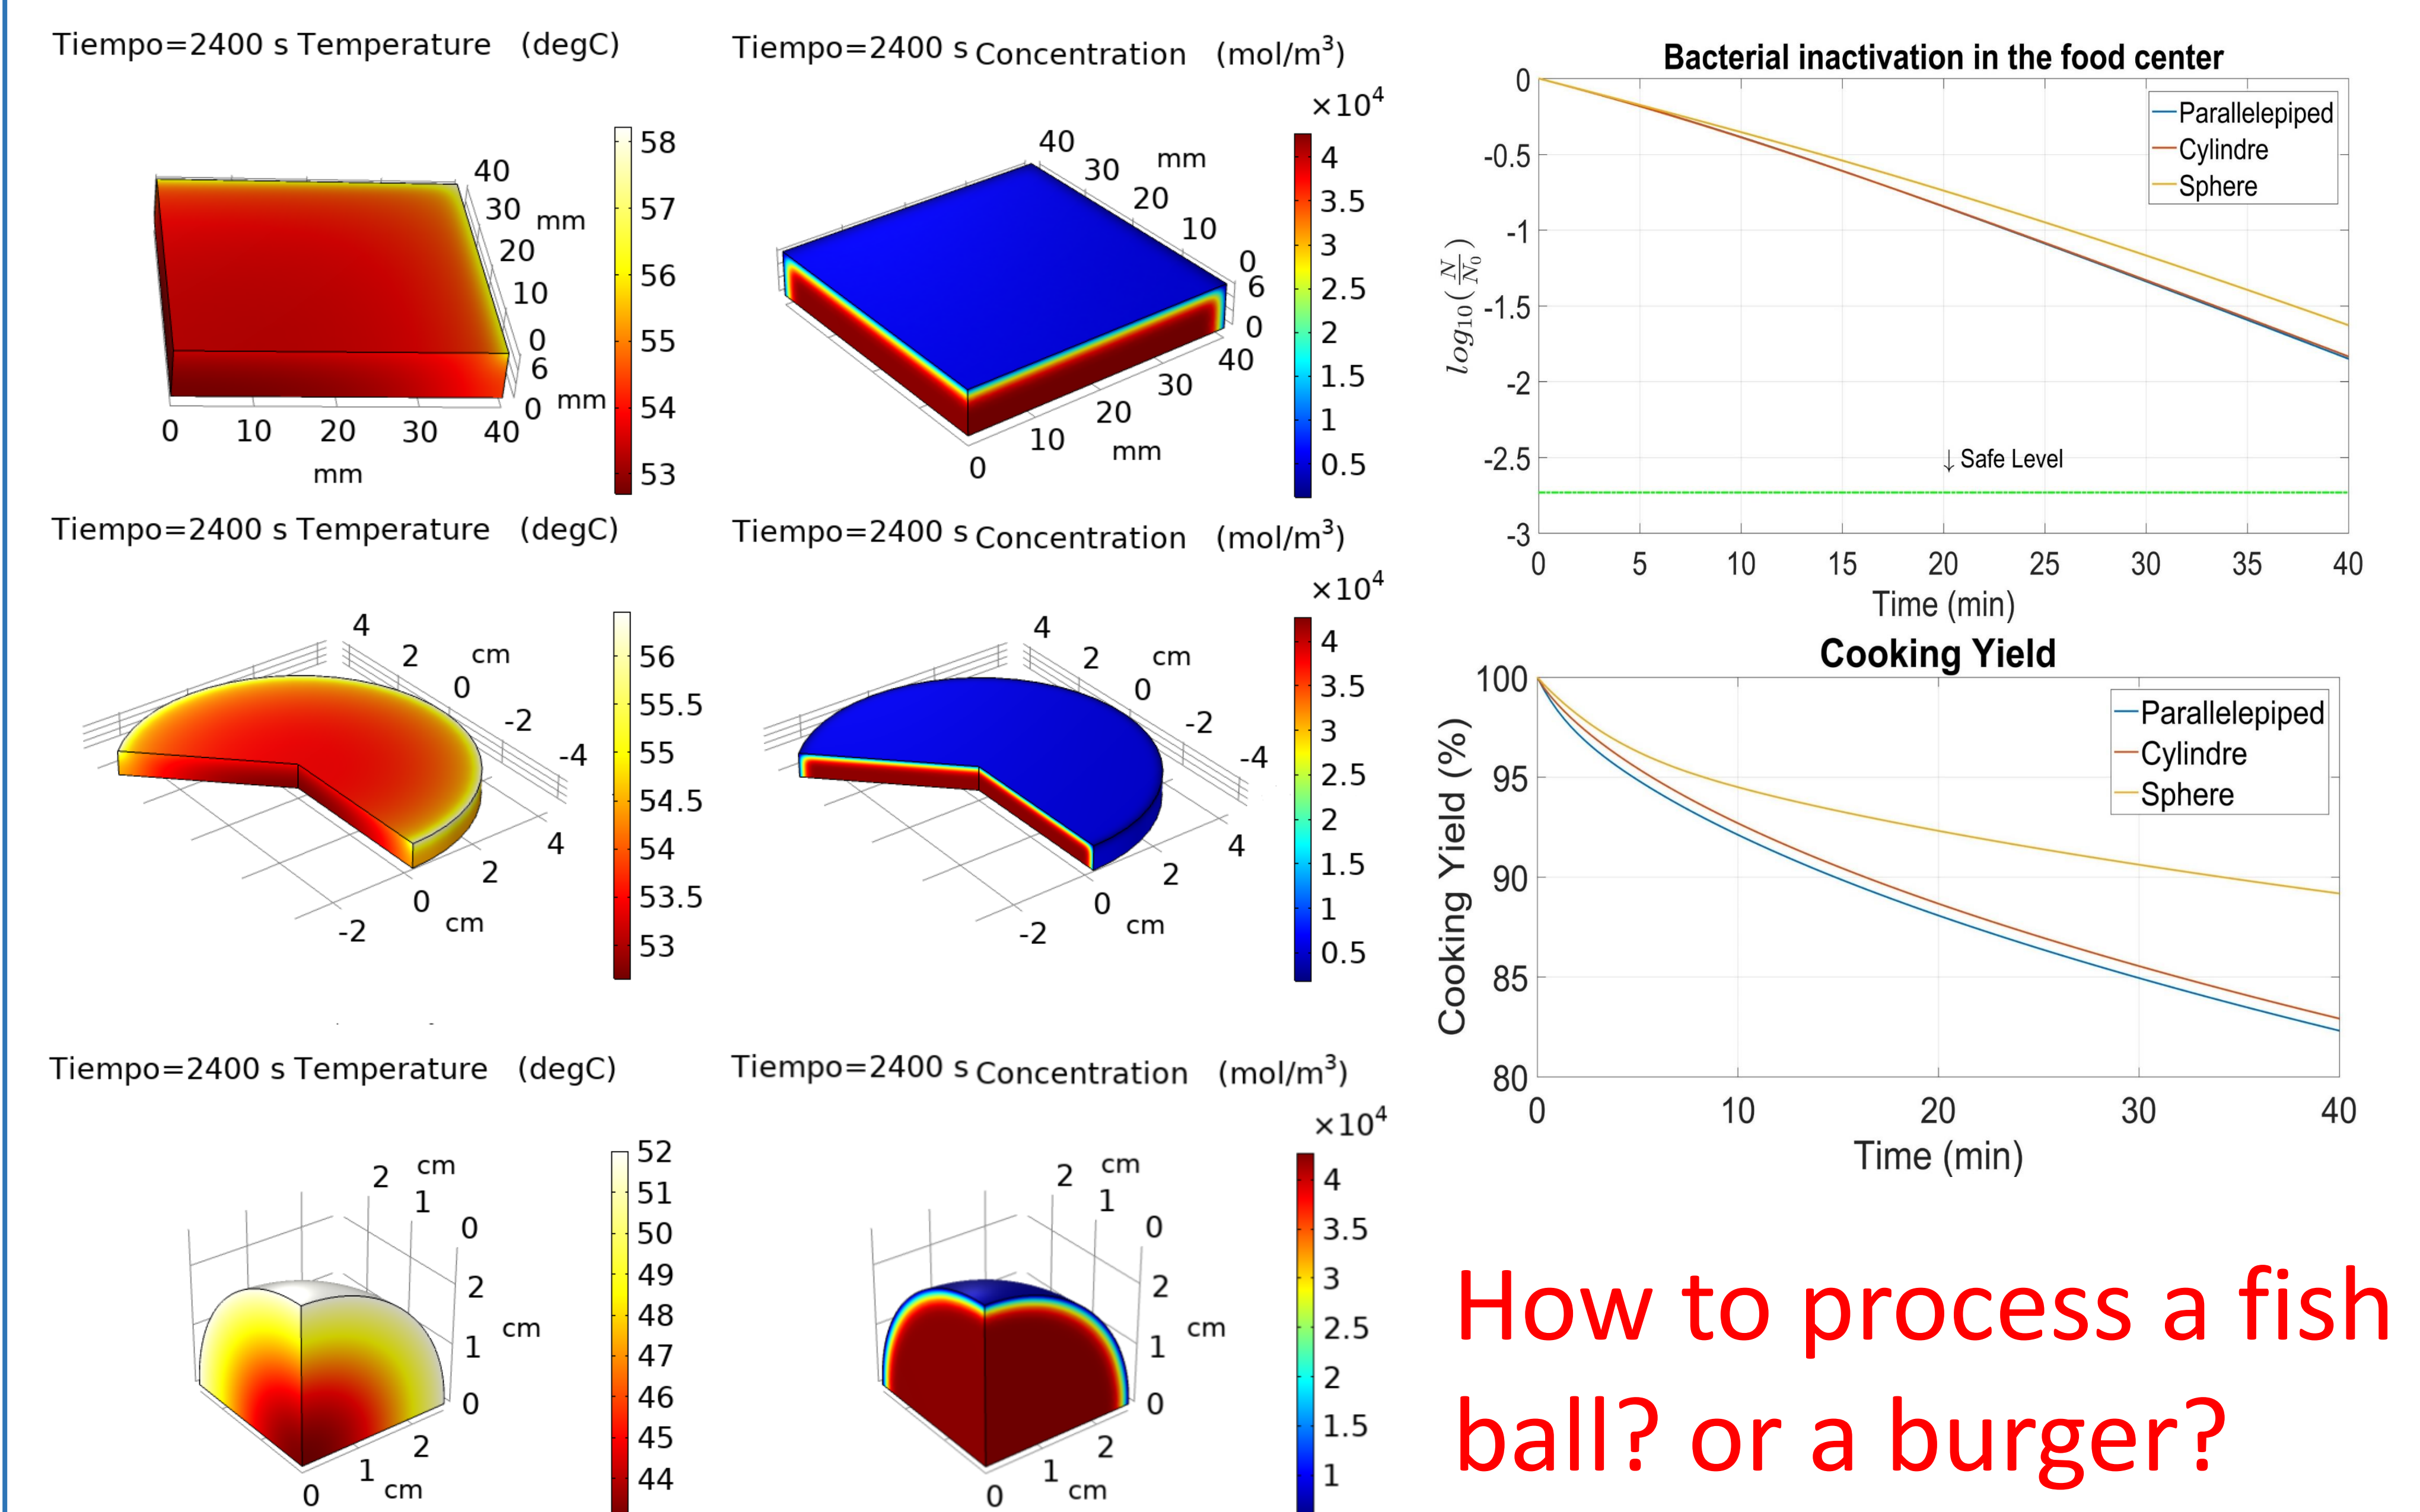 Tiempo=2400 s Temperature (degC)
58
57
56
55
54
53
40
30
mm
20
10
0
6
0
mm
0 10 20 30 40
mm
Tiempo=2400 s Concentration (mol/m³)
×10⁴
4
3.5
3
2.5
2
1.5
1
0.5
40
30
mm
20
10
0
6
0
40
30
20
mm
10
0
Bacterial inactivation in the food center
0
-0.5
-1
-1.5
-2
-2.5
-3
log₁₀(N/N₀)
Parallelepiped
Cylindre
Sphere
↓ Safe Level
0 5 10 15 20 25 30 35 40
Time (min)
Tiempo=2400 s Temperature (degC)
56
55.5
55
54.5
54
53.5
53
4
2
cm
0
-2
-4
4
2
0
cm
-2
Tiempo=2400 s Concentration (mol/m³)
×10⁴
4
3.5
3
2.5
2
1.5
1
0.5
4
2
cm
0
-2
-4
4
2
0
cm
-2
Cooking Yield
100
95
90
85
80
Cooking Yield (%)
Parallelepiped
Cylindre
Sphere
0 10 20 30 40
Time (min)
Tiempo=2400 s Temperature (degC)
52
51
50
49
48
47
46
45
44
2
cm
1
0
2
cm
1
0
2
1
cm
0
Tiempo=2400 s Concentration (mol/m³)
×10⁴
4
3.5
3
2.5
2
1.5
1
2
cm
1
0
2
cm
1
0
2
1
cm
0
How to process a fish
ball? or a burger?